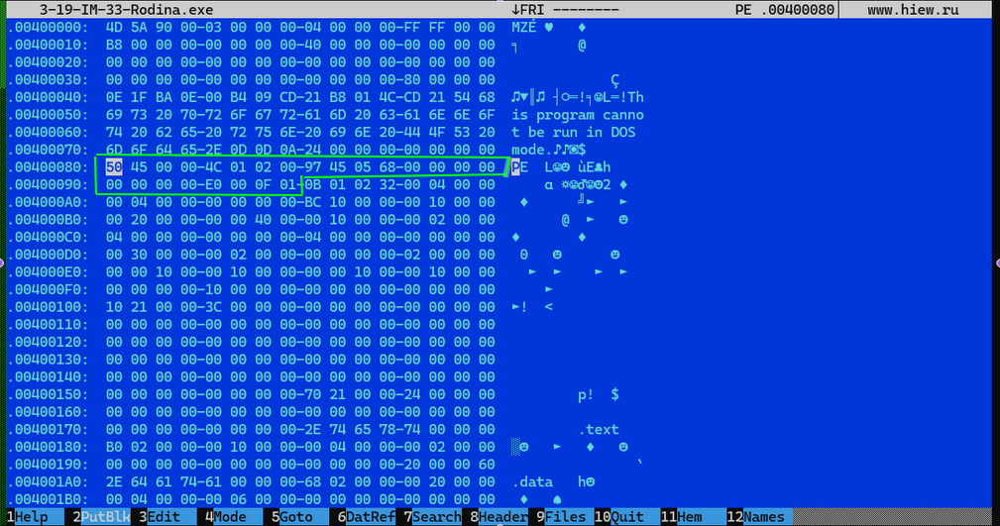 3-19-IM-33-Rodina.exe ↓FRI -------- PE .00400080 www.hiew.ru
.00400000: 4D 5A 90 00-03 00 00 00-04 00 00 00-FF FF 00 00 MZÉ ♥ ♦
.00400010: B8 00 00 00-00 00 00 00-40 00 00 00-00 00 00 00 ╕ @
.00400020: 00 00 00 00-00 00 00 00-00 00 00 00-00 00 00 00
.00400030: 00 00 00 00-00 00 00 00-00 00 00 00-80 00 00 00 Ç
.00400040: 0E 1F BA 0E-00 B4 09 CD-21 B8 01 4C-CD 21 54 68 ♫▼║♫ ┤○═!╕☺L═!Th
.00400050: 69 73 20 70-72 6F 67 72-61 6D 20 63-61 6E 6E 6F is program canno
.00400060: 74 20 62 65-20 72 75 6E-20 69 6E 20-44 4F 53 20 t be run in DOS
.00400070: 6D 6F 64 65-2E 0D 0D 0A-24 00 00 00-00 00 00 00 mode.♪♪◙$
.00400080: 50 45 00 00-4C 01 02 00-97 45 05 68-00 00 00 00 PE L☺☻ ùE♣h
.00400090: 00 00 00 00-E0 00 0F 01-0B 01 02 32-00 04 00 00 α ☼☺♂☺☻2 ♦
.004000A0: 00 04 00 00-00 00 00 00-BC 10 00 00-00 10 00 00 ♦ ╝► ►
.004000B0: 00 20 00 00-00 00 40 00-00 10 00 00-00 02 00 00 @ ► ☻
.004000C0: 04 00 00 00-00 00 00 00-04 00 00 00-00 00 00 00 ♦ ♦
.004000D0: 00 30 00 00-00 02 00 00-00 00 00 00-02 00 00 00 0 ☻ ☻
.004000E0: 00 00 10 00-00 10 00 00-00 00 10 00-00 10 00 00 ► ► ► ►
.004000F0: 00 00 00 00-10 00 00 00-00 00 00 00-00 00 00 00 ►
.00400100: 10 21 00 00-3C 00 00 00-00 00 00 00-00 00 00 00 ►! <
.00400110: 00 00 00 00-00 00 00 00-00 00 00 00-00 00 00 00
.00400120: 00 00 00 00-00 00 00 00-00 00 00 00-00 00 00 00
.00400130: 00 00 00 00-00 00 00 00-00 00 00 00-00 00 00 00
.00400140: 00 00 00 00-00 00 00 00-00 00 00 00-00 00 00 00
.00400150: 00 00 00 00-00 00 00 00-70 21 00 00-24 00 00 00 p! $
.00400160: 00 00 00 00-00 00 00 00-00 00 00 00-00 00 00 00
.00400170: 00 00 00 00-00 00 00 00-2E 74 65 78-74 00 00 00 .text
.00400180: B0 02 00 00-00 10 00 00-00 04 00 00-00 02 00 00 ░☻ ► ♦ ☻
.00400190: 00 00 00 00-00 00 00 00-00 00 00 00-20 00 00 60 `
.004001A0: 2E 64 61 74-61 00 00 00-68 02 00 00-00 20 00 00 .data h☻
.004001B0: 00 04 00 00-00 06 00 00-00 00 00 00-00 00 00 00 ♦ ♠
1Help 2PutBlk 3Edit 4Mode 5Goto 6DatRef 7Search 8Header 9Files 10Quit 11Hem 12Names